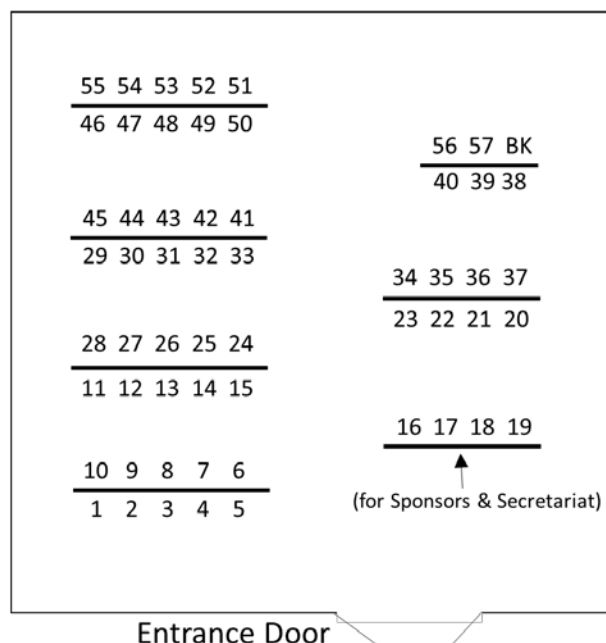 55 54 53 52 51
46 47 48 49 50
56 57 BK
40 39 38
45 44 43 42 41
29 30 31 32 33
34 35 36 37
23 22 21 20
28 27 26 25 24
11 12 13 14 15
16 17 18 19
(for Sponsors & Secretariat)
10 9 8 7 6
1 2 3 4 5
Entrance Door